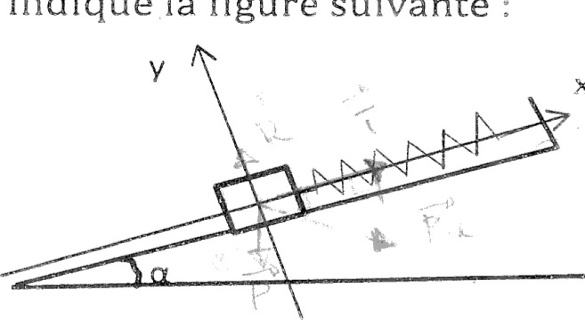 indique la figure suivante :
y
x
R
T
α
P